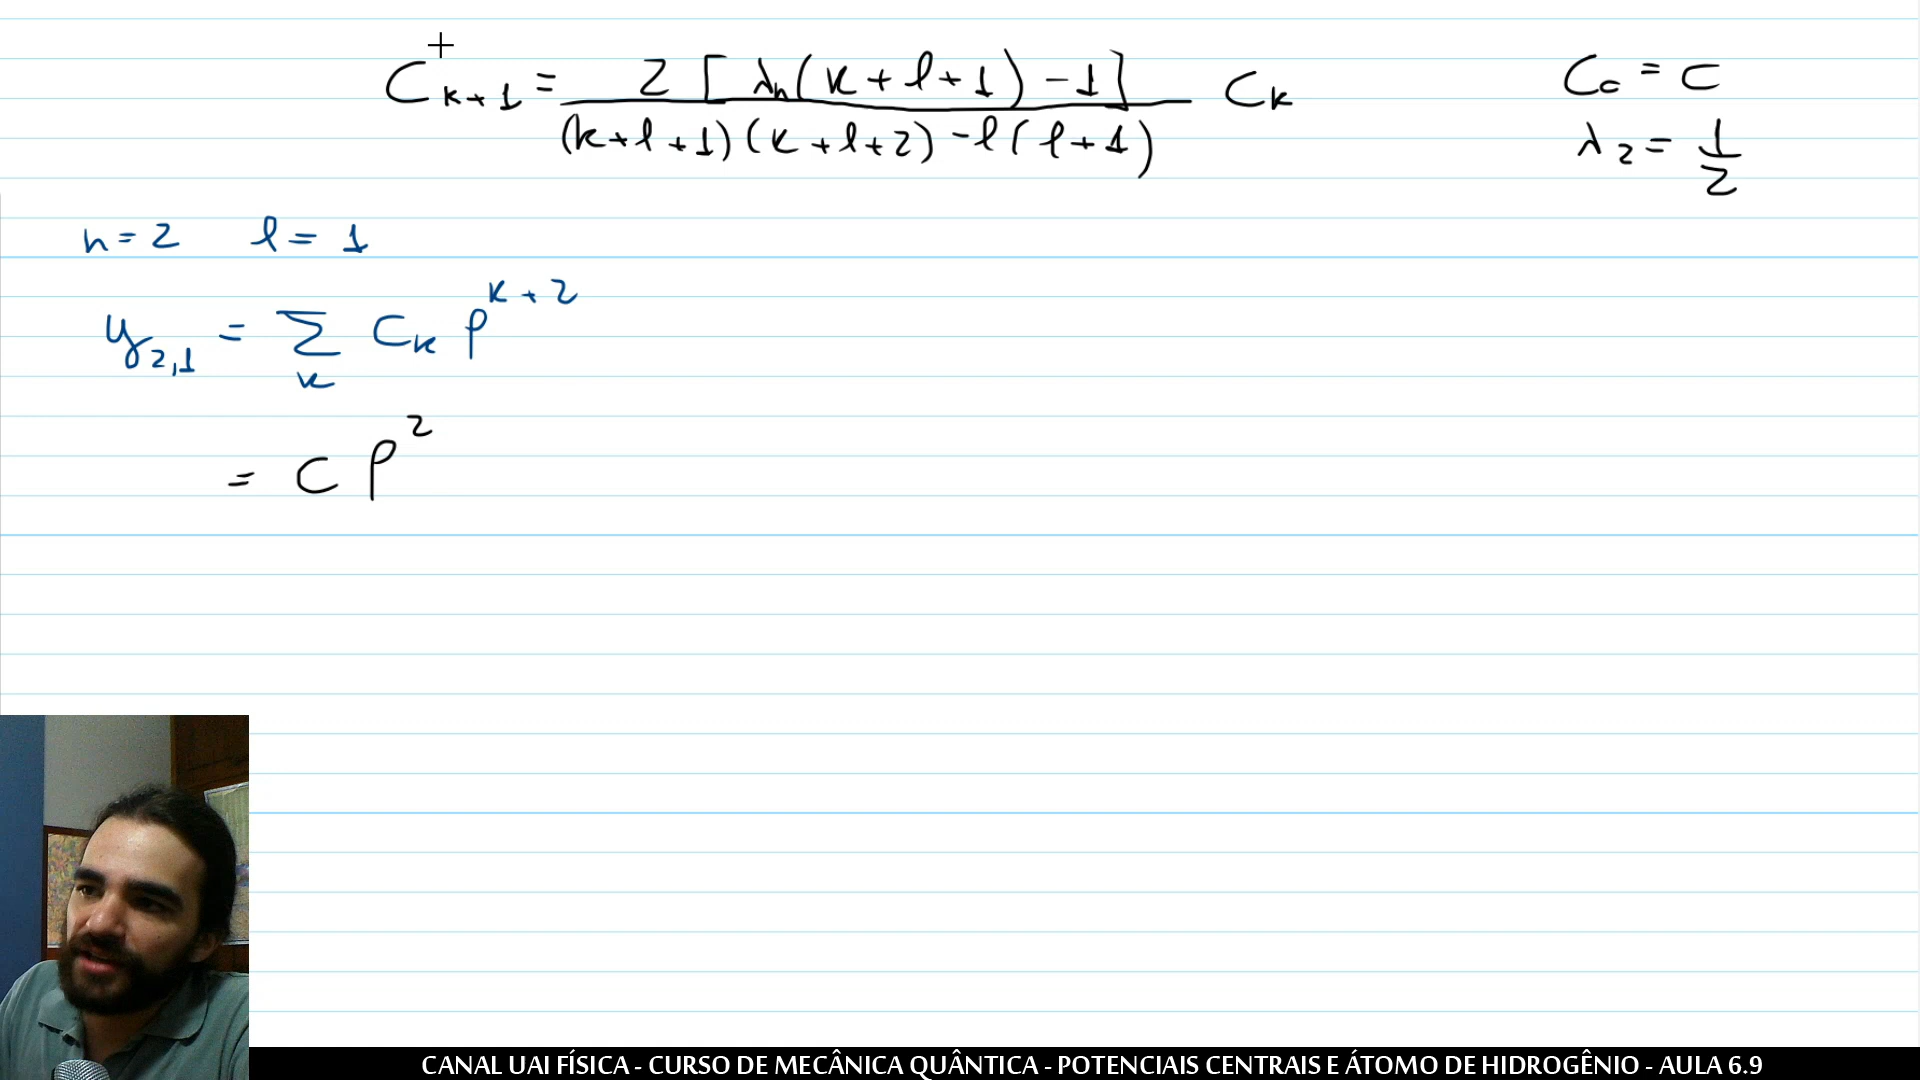 C_{k+1} = 2 [ λ_n (k + l + 1) - 1 ] / (k + l + 1)(k + l + 2) - l (l + 1) C_k
C_0 = C
λ_2 = 1/2
n = 2 l = 1
y_{2,1} = Σ_k C_k ρ^{k+2}
= C ρ^2
CANAL UAI FÍSICA - CURSO DE MECÂNICA QUÂNTICA - POTENCIAIS CENTRAIS E ÁTOMO DE HIDROGÊNIO - AULA 6.9